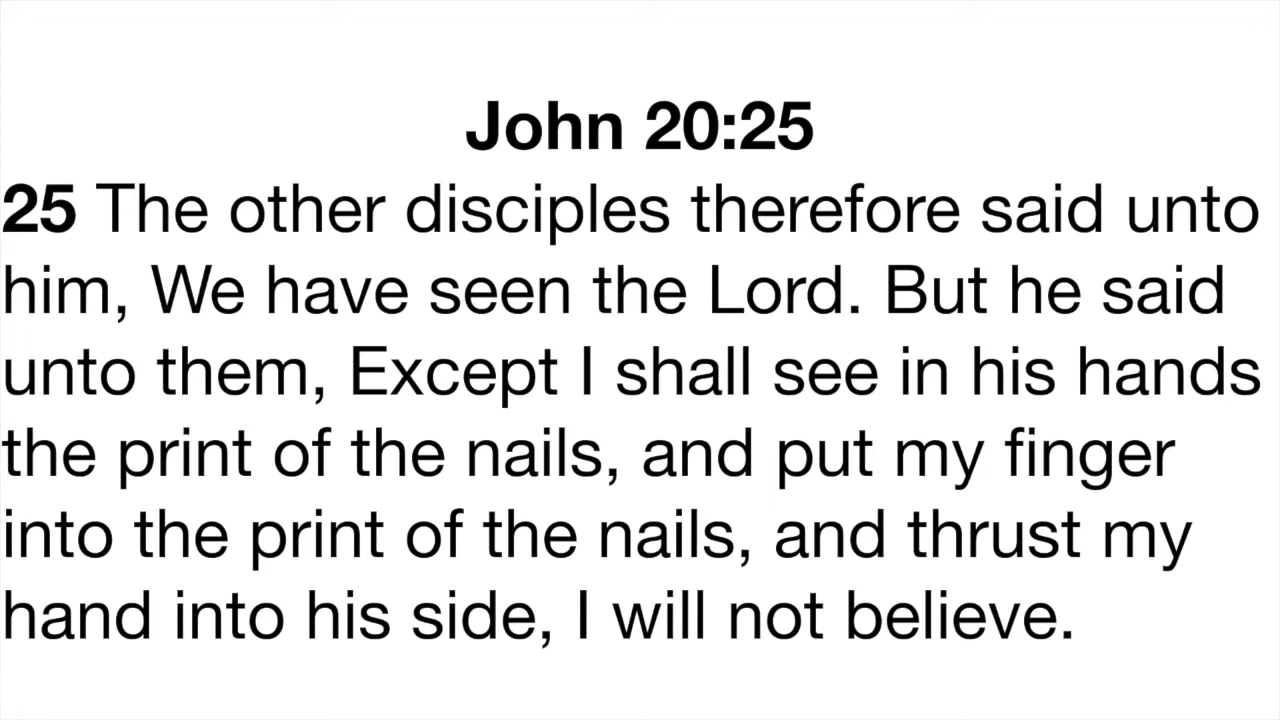 John 20:25
25 The other disciples therefore said unto
him, We have seen the Lord. But he said
unto them, Except I shall see in his hands
the print of the nails, and put my finger
into the print of the nails, and thrust my
hand into his side, I will not believe.